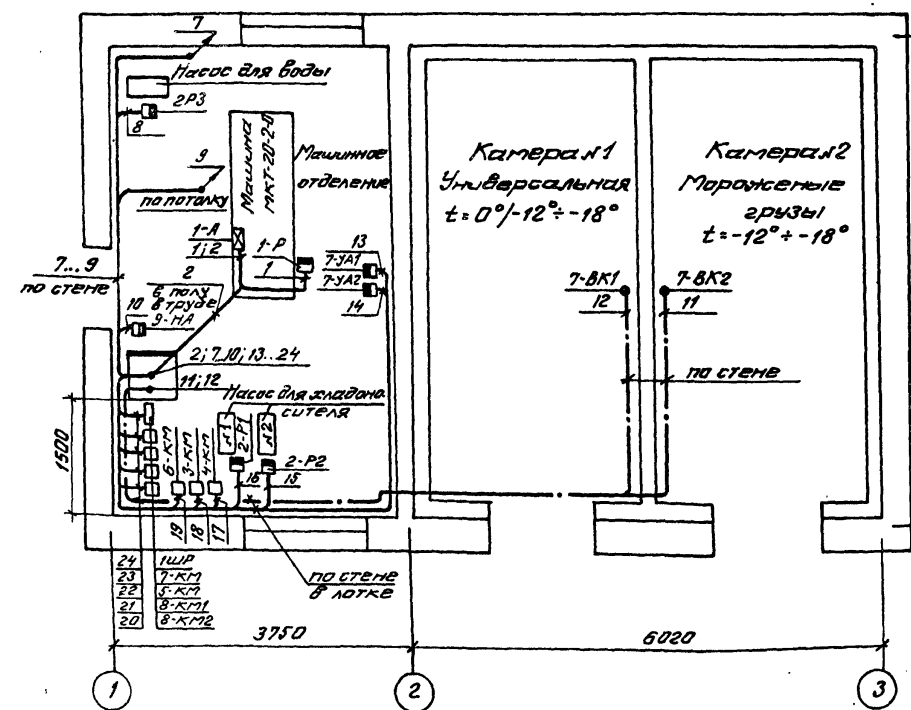 7
Насос для воды
2Р3
8
Машина
МКТ-20-2-0
Машинное
отделение
9
по потолку
1-А
1;2
1-Р
1
13
7-УА1
7-УА2
14
7...9
по стене
2
в полу
в трубе
10
9-НА
2;7..10;13..24
11;12
Насос для хладоно-
сителя
№1
№2
2-Р1
2-Р2
16
15
6-КМ
3-КМ
4-КМ
19
18
17
1500
по стене
в лотке
24 1ШР
23 7-КМ
22 5-КМ
21 8-КМ1
20 8-КМ2
Камера №1
Универсальная
t=0°/-12°÷-18°
Камера №2
Мороженые
грузы
t=-12°÷-18°
7-ВК1
12
7-ВК2
11
по стене
3750
6020
1
2
3